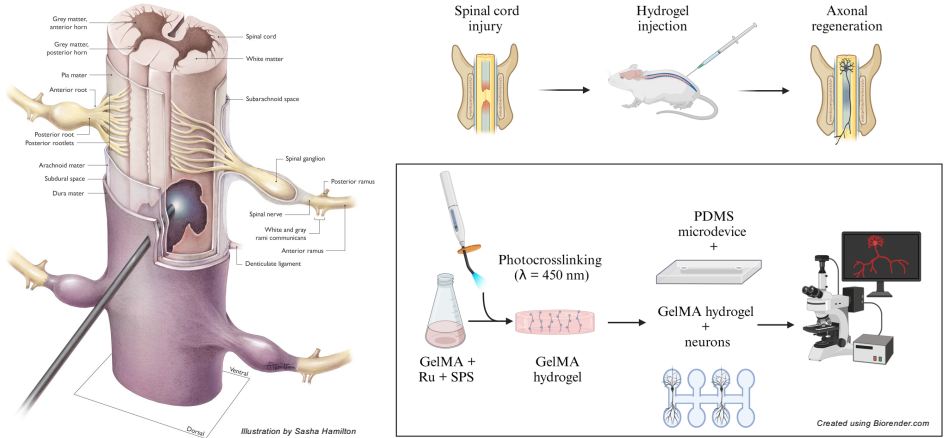 Grey matter,
anterior horn
Grey matter,
posterior horn
Pia mater
Anterior root
Posterior root
Posterior rootlets
Arachnoid mater
Subdural space
Dura mater
Spinal cord
White matter
Subarachnoid space
Spinal ganglion
Posterior ramus
Spinal nerve
White and gray
rami communicans
Anterior ramus
Denticulate ligament
Ventral
Dorsal
Illustration by Sasha Hamilton
Spinal cord
injury
Hydrogel
injection
Axonal
regeneration
Photocrosslinking
(λ = 450 nm)
GelMA +
Ru + SPS
GelMA
hydrogel
PDMS
microdevice
+
GelMA hydrogel
+
neurons
Created using Biorender.com